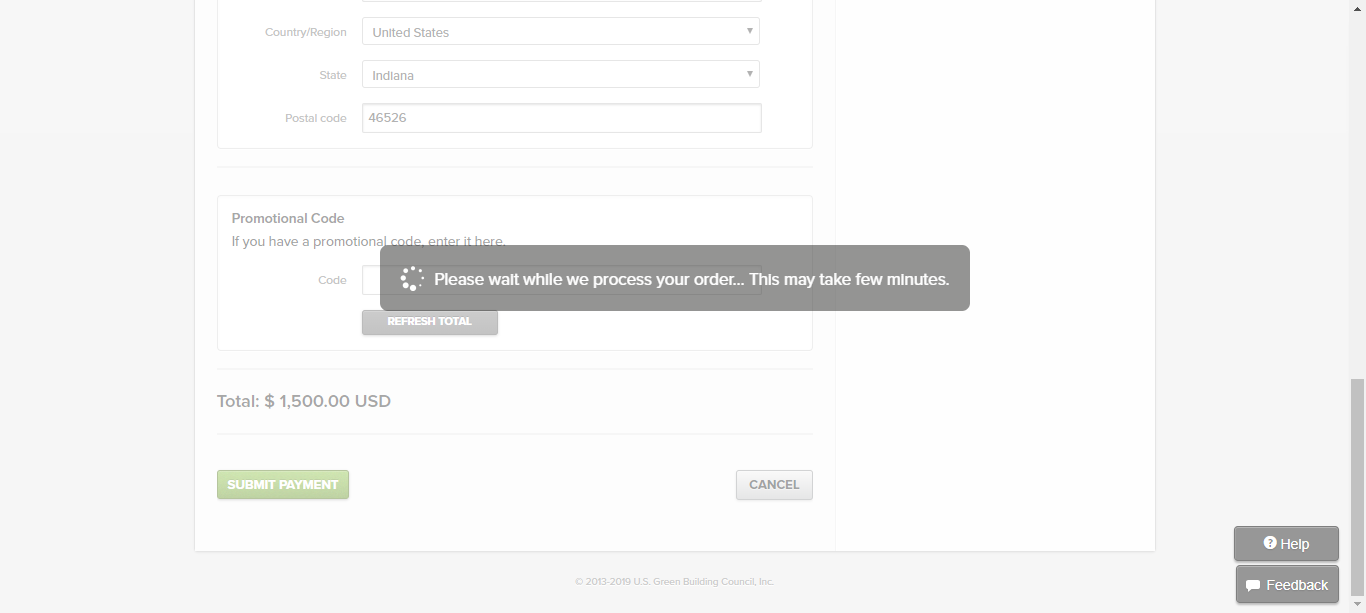 Country/Region United States
State Indiana
Postal code 46526
Promotional Code
If you have a promotional code, enter it here.
Code
Please wait while we process your order... This may take few minutes.
REFRESH TOTAL
Total: $ 1,500.00 USD
SUBMIT PAYMENT CANCEL
Help
Feedback
© 2013-2019 U.S. Green Building Council, Inc.